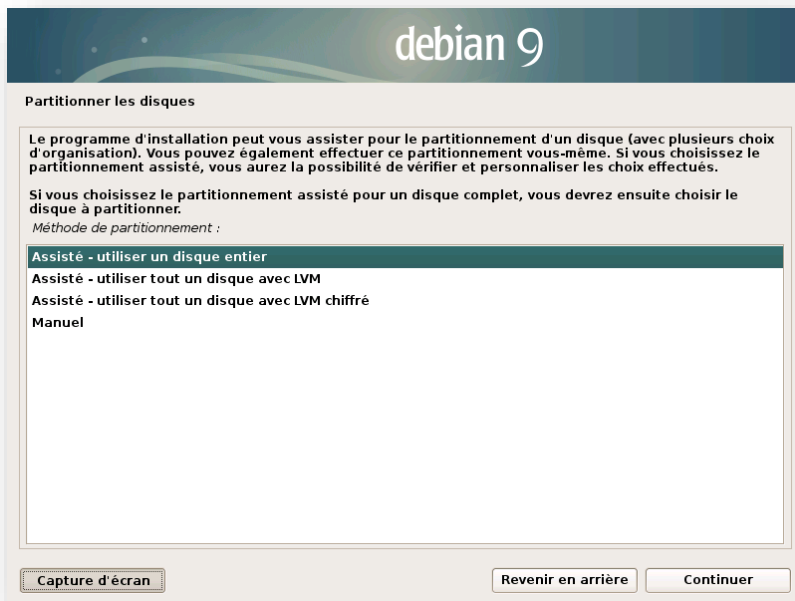 debian 9
Partitionner les disques
Le programme d'installation peut vous assister pour le partitionnement d'un disque (avec plusieurs choix
d'organisation). Vous pouvez également effectuer ce partitionnement vous-même. Si vous choisissez le
partitionnement assisté, vous aurez la possibilité de vérifier et personnaliser les choix effectués.
Si vous choisissez le partitionnement assisté pour un disque complet, vous devrez ensuite choisir le
disque à partitionner.
Méthode de partitionnement :
Assisté - utiliser un disque entier
Assisté - utiliser tout un disque avec LVM
Assisté - utiliser tout un disque avec LVM chiffré
Manuel
Capture d'écran Revenir en arrière Continuer